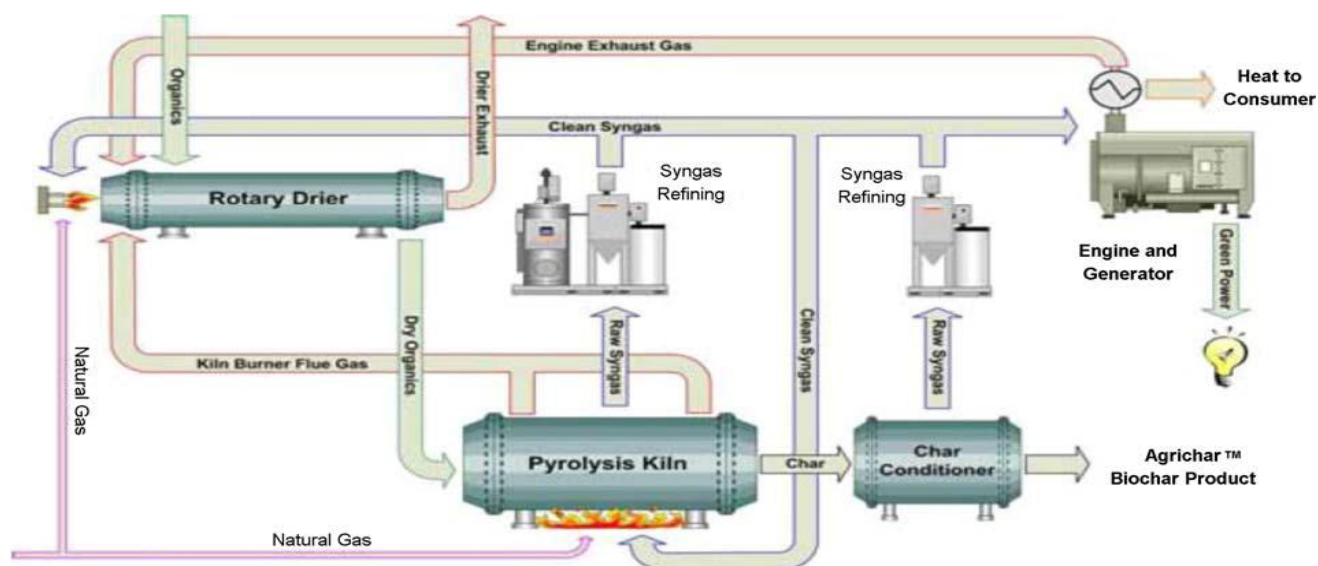 Engine Exhaust Gas
Organics
Drier Exhaust
Heat to
Consumer
Clean Syngas
Syngas
Refining
Syngas
Refining
Rotary Drier
Engine and
Generator
Green Power
Natural Gas
Kiln Burner Flue Gas
Dry Organics
Raw Syngas
Clean Syngas
Raw Syngas
Pyrolysis Kiln
Char
Char
Conditioner
Agrichar™
Biochar Product
Natural Gas